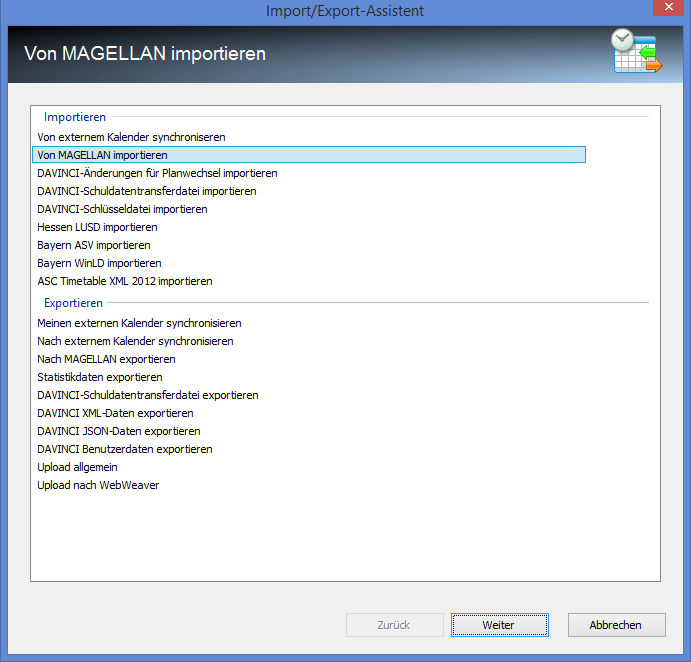 Import/Export-Assistent
Von MAGELLAN importieren
Importieren
Von externem Kalender synchroniseren
Von MAGELLAN importieren
DAVINCI-Änderungen für Planwechsel importieren
DAVINCI-Schuldatentransferdatei importieren
DAVINCI-Schlüsseldatei importieren
Hessen LUSD importieren
Bayern ASV importieren
Bayern WinLD importieren
ASC Timetable XML 2012 importieren
Exportieren
Meinen externen Kalender synchronisieren
Nach externem Kalender synchronisieren
Nach MAGELLAN exportieren
Statistikdaten exportieren
DAVINCI-Schuldatentransferdatei exportieren
DAVINCI XML-Daten exportieren
DAVINCI JSON-Daten exportieren
DAVINCI Benutzerdaten exportieren
Upload allgemein
Upload nach WebWeaver
Zurück Weiter Abbrechen